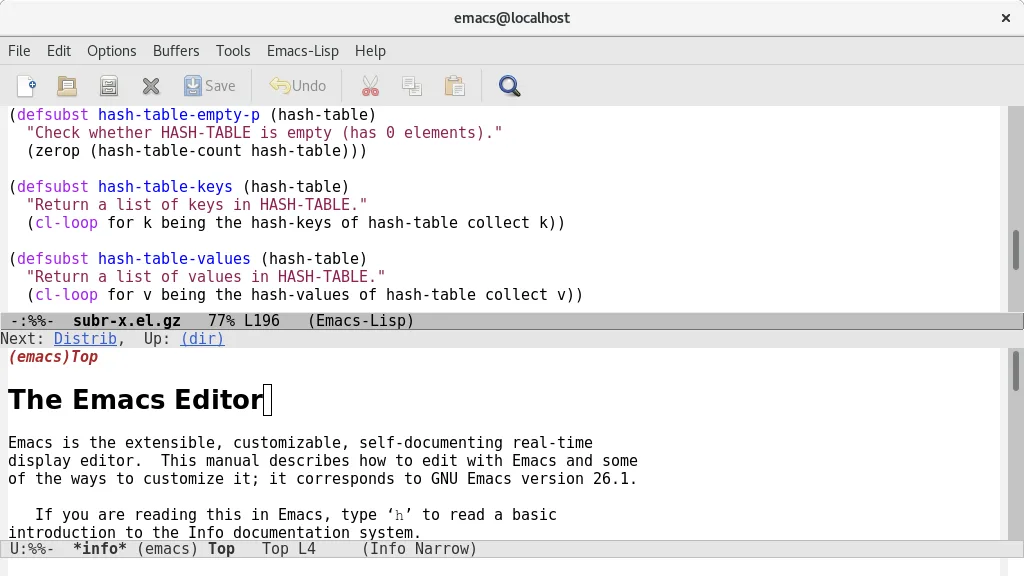 emacs@localhost ×
File Edit Options Buffers Tools Emacs-Lisp Help
Save Undo
(defsubst hash-table-empty-p (hash-table)
  "Check whether HASH-TABLE is empty (has 0 elements)."
  (zerop (hash-table-count hash-table)))
(defsubst hash-table-keys (hash-table)
  "Return a list of keys in HASH-TABLE."
  (cl-loop for k being the hash-keys of hash-table collect k))
(defsubst hash-table-values (hash-table)
  "Return a list of values in HASH-TABLE."
  (cl-loop for v being the hash-values of hash-table collect v))
-:%%-  subr-x.el.gz   77% L196   (Emacs-Lisp)
Next: Distrib,  Up: (dir)
(emacs)Top
The Emacs Editor
Emacs is the extensible, customizable, self-documenting real-time
display editor.  This manual describes how to edit with Emacs and some
of the ways to customize it; it corresponds to GNU Emacs version 26.1.
   If you are reading this in Emacs, type ‘h’ to read a basic
introduction to the Info documentation system.
U:%%-  *info* (emacs) Top   Top L4     (Info Narrow)